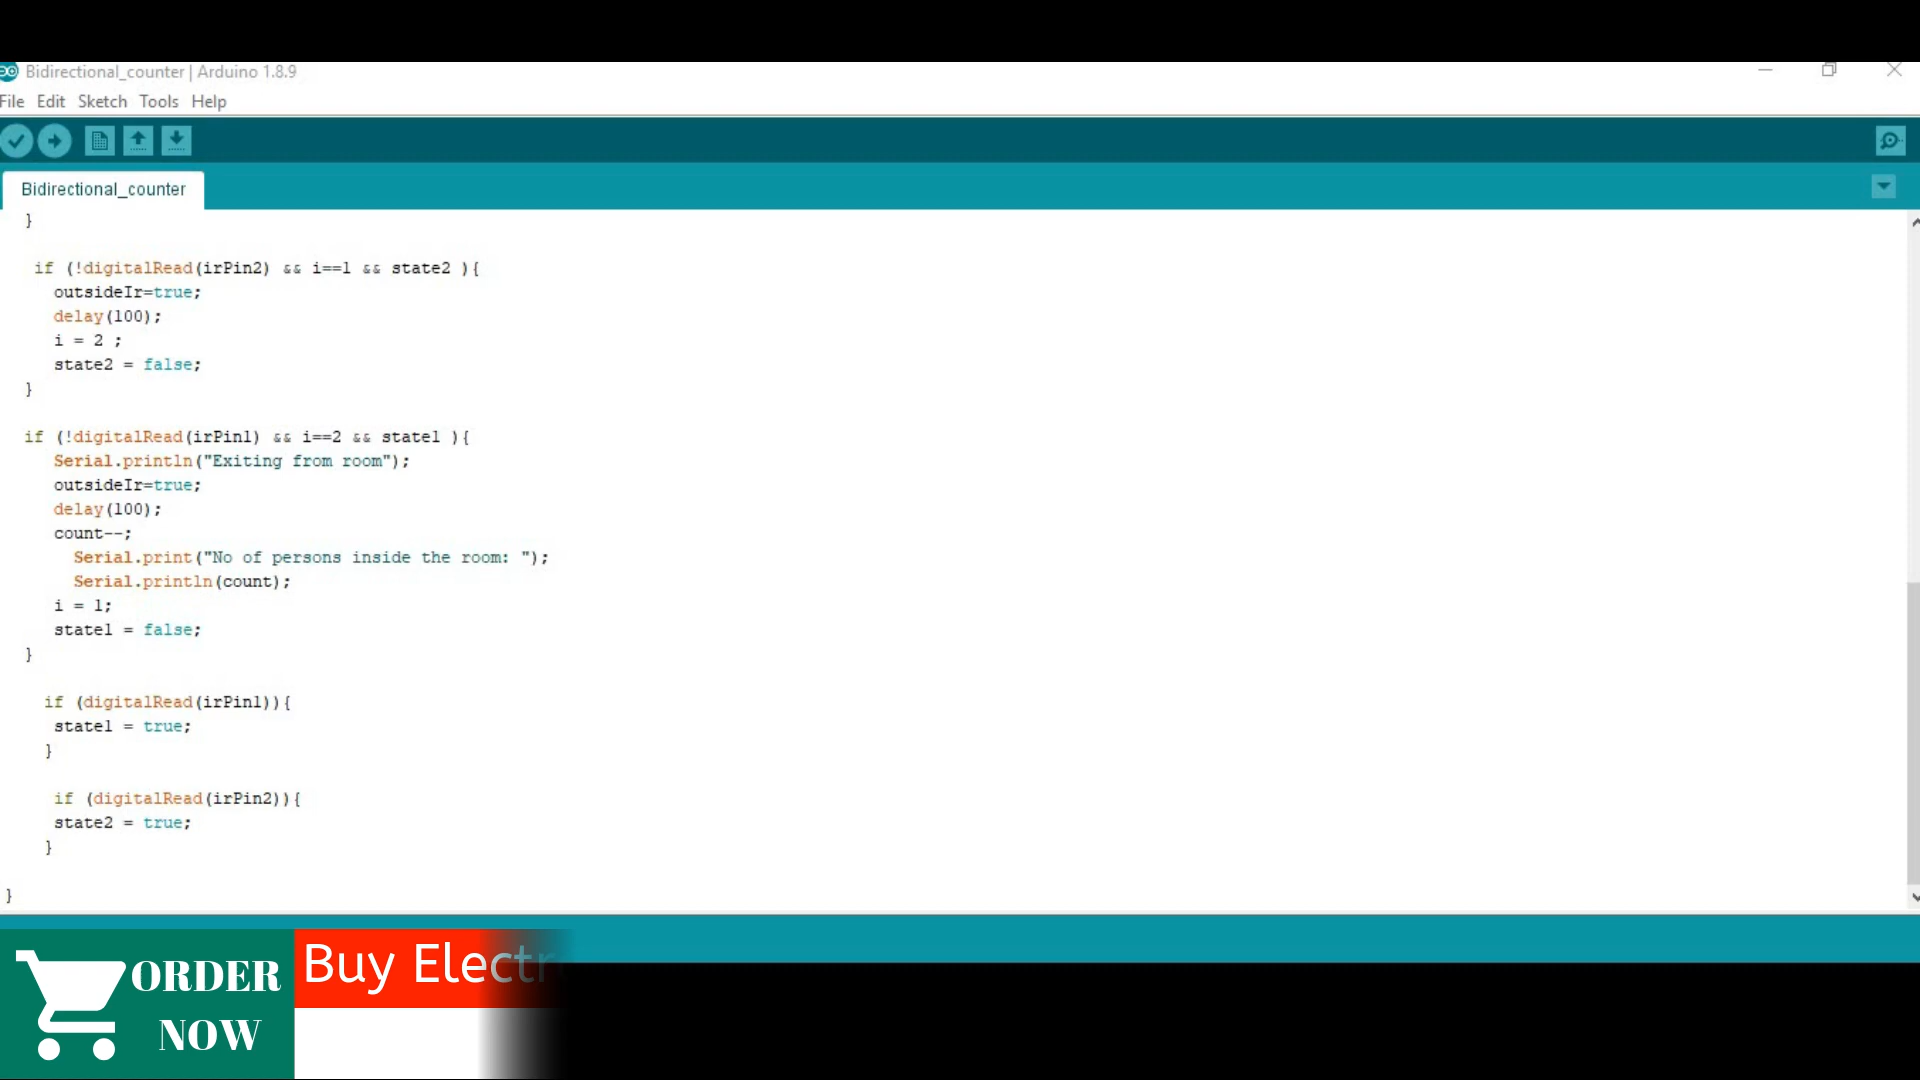 Bidirectional_counter | Arduino 1.8.9
File Edit Sketch Tools Help
Bidirectional_counter
}
if (!digitalRead(irPin2) && i==1 && state2 ){
outsideIr=true;
delay(100);
i = 2 ;
state2 = false;
}
if (!digitalRead(irPin1) && i==2 && state1 ){
Serial.println("Exiting from room");
outsideIr=true;
delay(100);
count--;
Serial.print("No of persons inside the room: ");
Serial.println(count);
i = 1;
state1 = false;
}
if (digitalRead(irPin1)){
state1 = true;
}
if (digitalRead(irPin2)){
state2 = true;
}
}
ORDER
NOW
Buy Electr